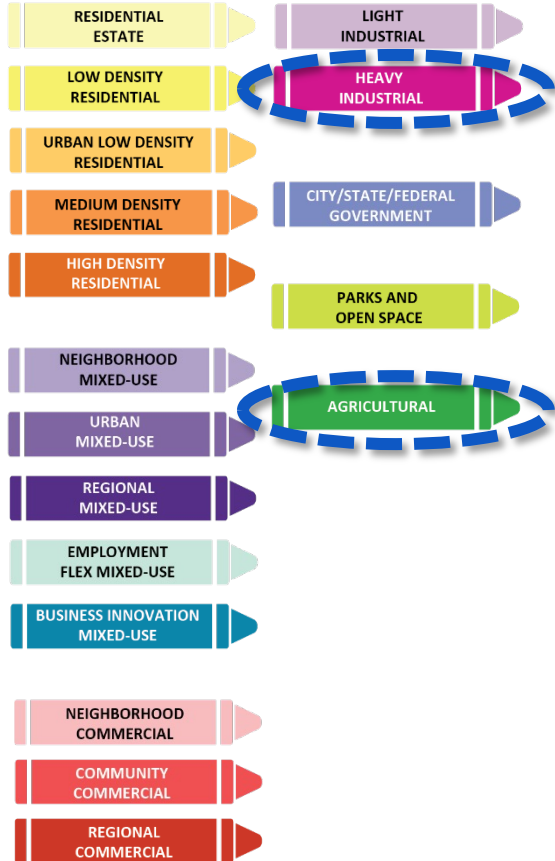 RESIDENTIAL
ESTATE
LOW DENSITY
RESIDENTIAL
URBAN LOW DENSITY
RESIDENTIAL
MEDIUM DENSITY
RESIDENTIAL
HIGH DENSITY
RESIDENTIAL
NEIGHBORHOOD
MIXED-USE
URBAN
MIXED-USE
REGIONAL
MIXED-USE
EMPLOYMENT
FLEX MIXED-USE
BUSINESS INNOVATION
MIXED-USE
NEIGHBORHOOD
COMMERCIAL
COMMUNITY
COMMERCIAL
REGIONAL
COMMERCIAL
LIGHT
INDUSTRIAL
HEAVY
INDUSTRIAL
CITY/STATE/FEDERAL
GOVERNMENT
PARKS AND
OPEN SPACE
AGRICULTURAL